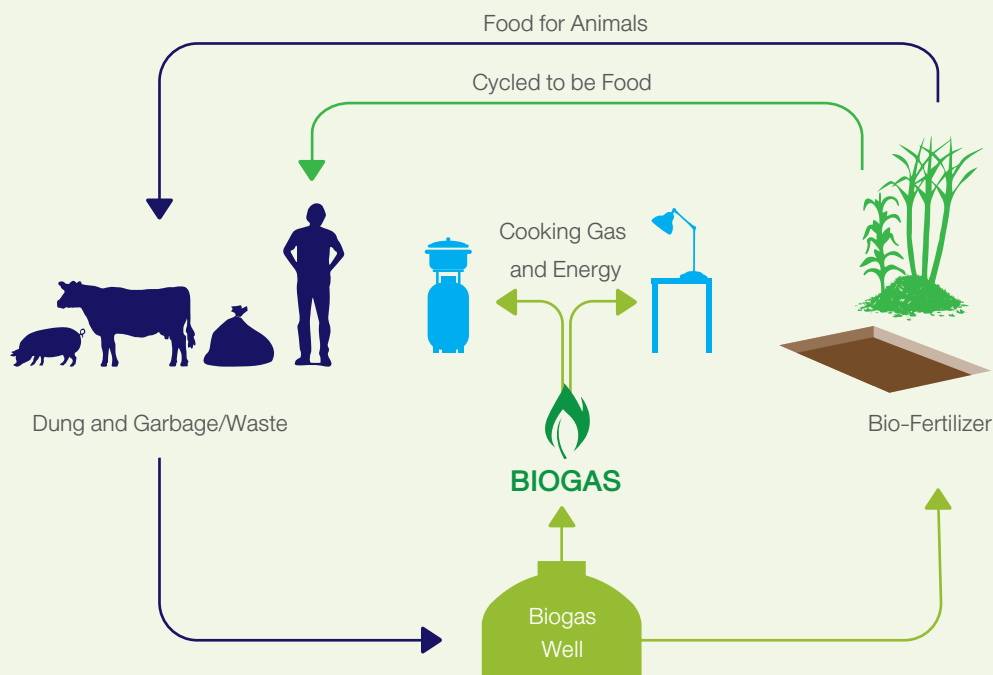 Food for Animals
Cycled to be Food
Cooking Gas
and Energy
Dung and Garbage/Waste
Bio-Fertilizer
BIOGAS
Biogas
Well